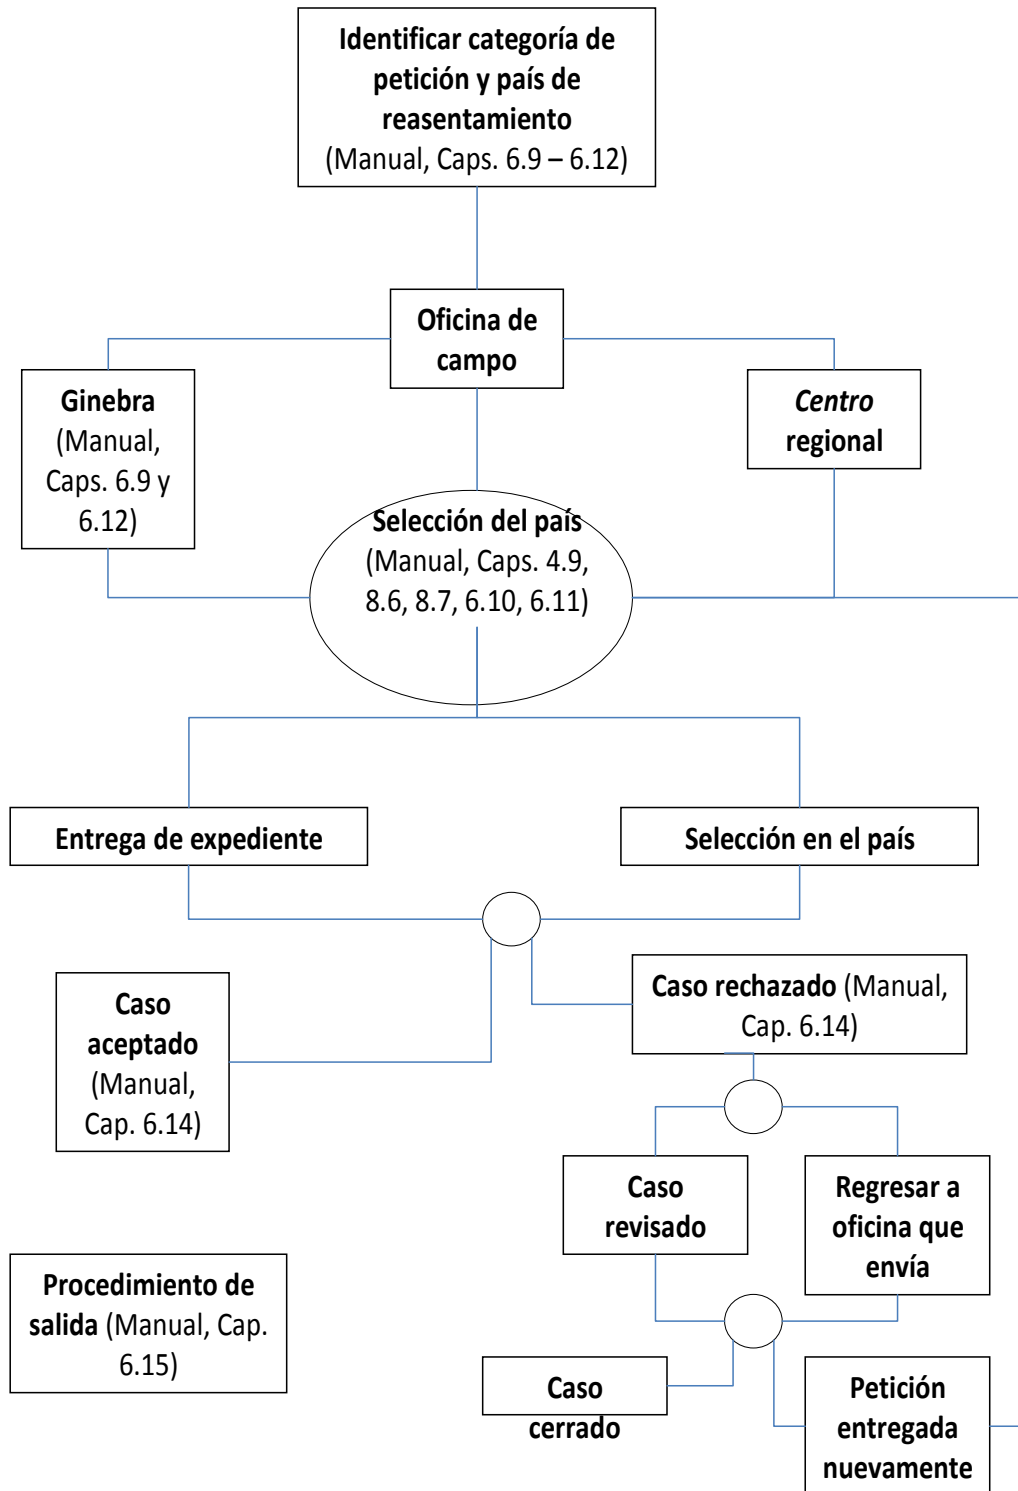 Identificar categoría de
petición y país de
reasentamiento
(Manual, Caps. 6.9 – 6.12)
Oficina de
campo
Ginebra
(Manual,
Caps. 6.9 y
6.12)
Centro
regional
Selección del país
(Manual, Caps. 4.9,
8.6, 8.7, 6.10, 6.11)
Entrega de expediente
Selección en el país
Caso
aceptado
(Manual,
Cap. 6.14)
Caso rechazado (Manual,
Cap. 6.14)
Caso
revisado
Regresar a
oficina que
envía
Procedimiento de
salida (Manual, Cap.
6.15)
Caso
cerrado
Petición
entregada
nuevamente